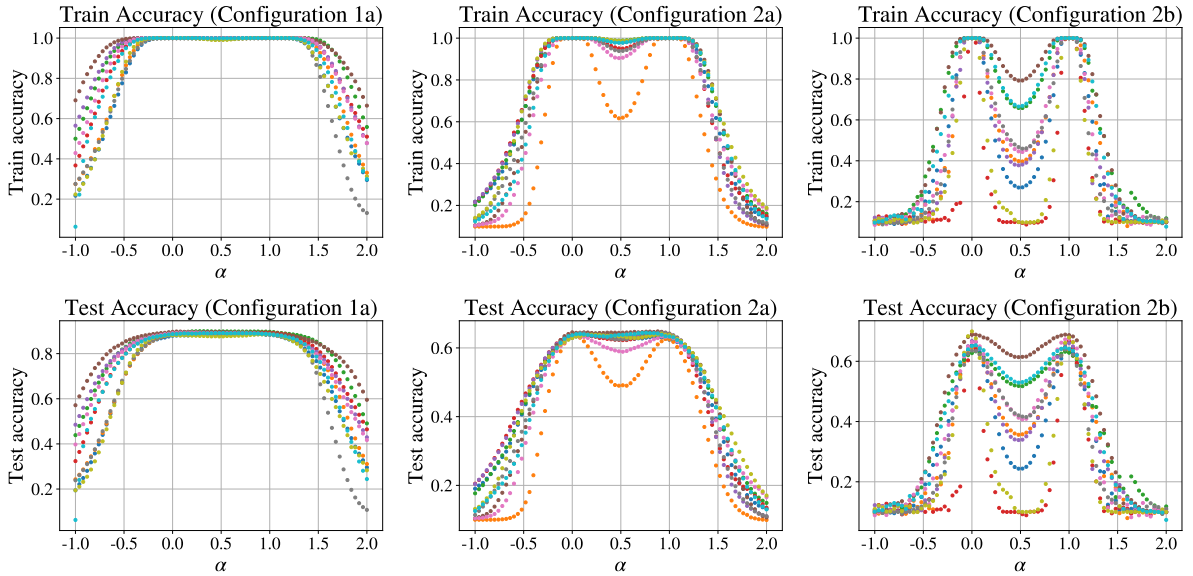 Train Accuracy (Configuration 1a)
Train accuracy
1.0
0.8
0.6
0.4
0.2
-1.0 -0.5 0.0 0.5 1.0 1.5 2.0
α
Train Accuracy (Configuration 2a)
Train accuracy
1.0
0.8
0.6
0.4
0.2
-1.0 -0.5 0.0 0.5 1.0 1.5 2.0
α
Train Accuracy (Configuration 2b)
Train accuracy
1.0
0.8
0.6
0.4
0.2
-1.0 -0.5 0.0 0.5 1.0 1.5 2.0
α
Test Accuracy (Configuration 1a)
Test accuracy
0.8
0.6
0.4
0.2
-1.0 -0.5 0.0 0.5 1.0 1.5 2.0
α
Test Accuracy (Configuration 2a)
Test accuracy
0.6
0.4
0.2
-1.0 -0.5 0.0 0.5 1.0 1.5 2.0
α
Test Accuracy (Configuration 2b)
Test accuracy
0.6
0.4
0.2
-1.0 -0.5 0.0 0.5 1.0 1.5 2.0
α